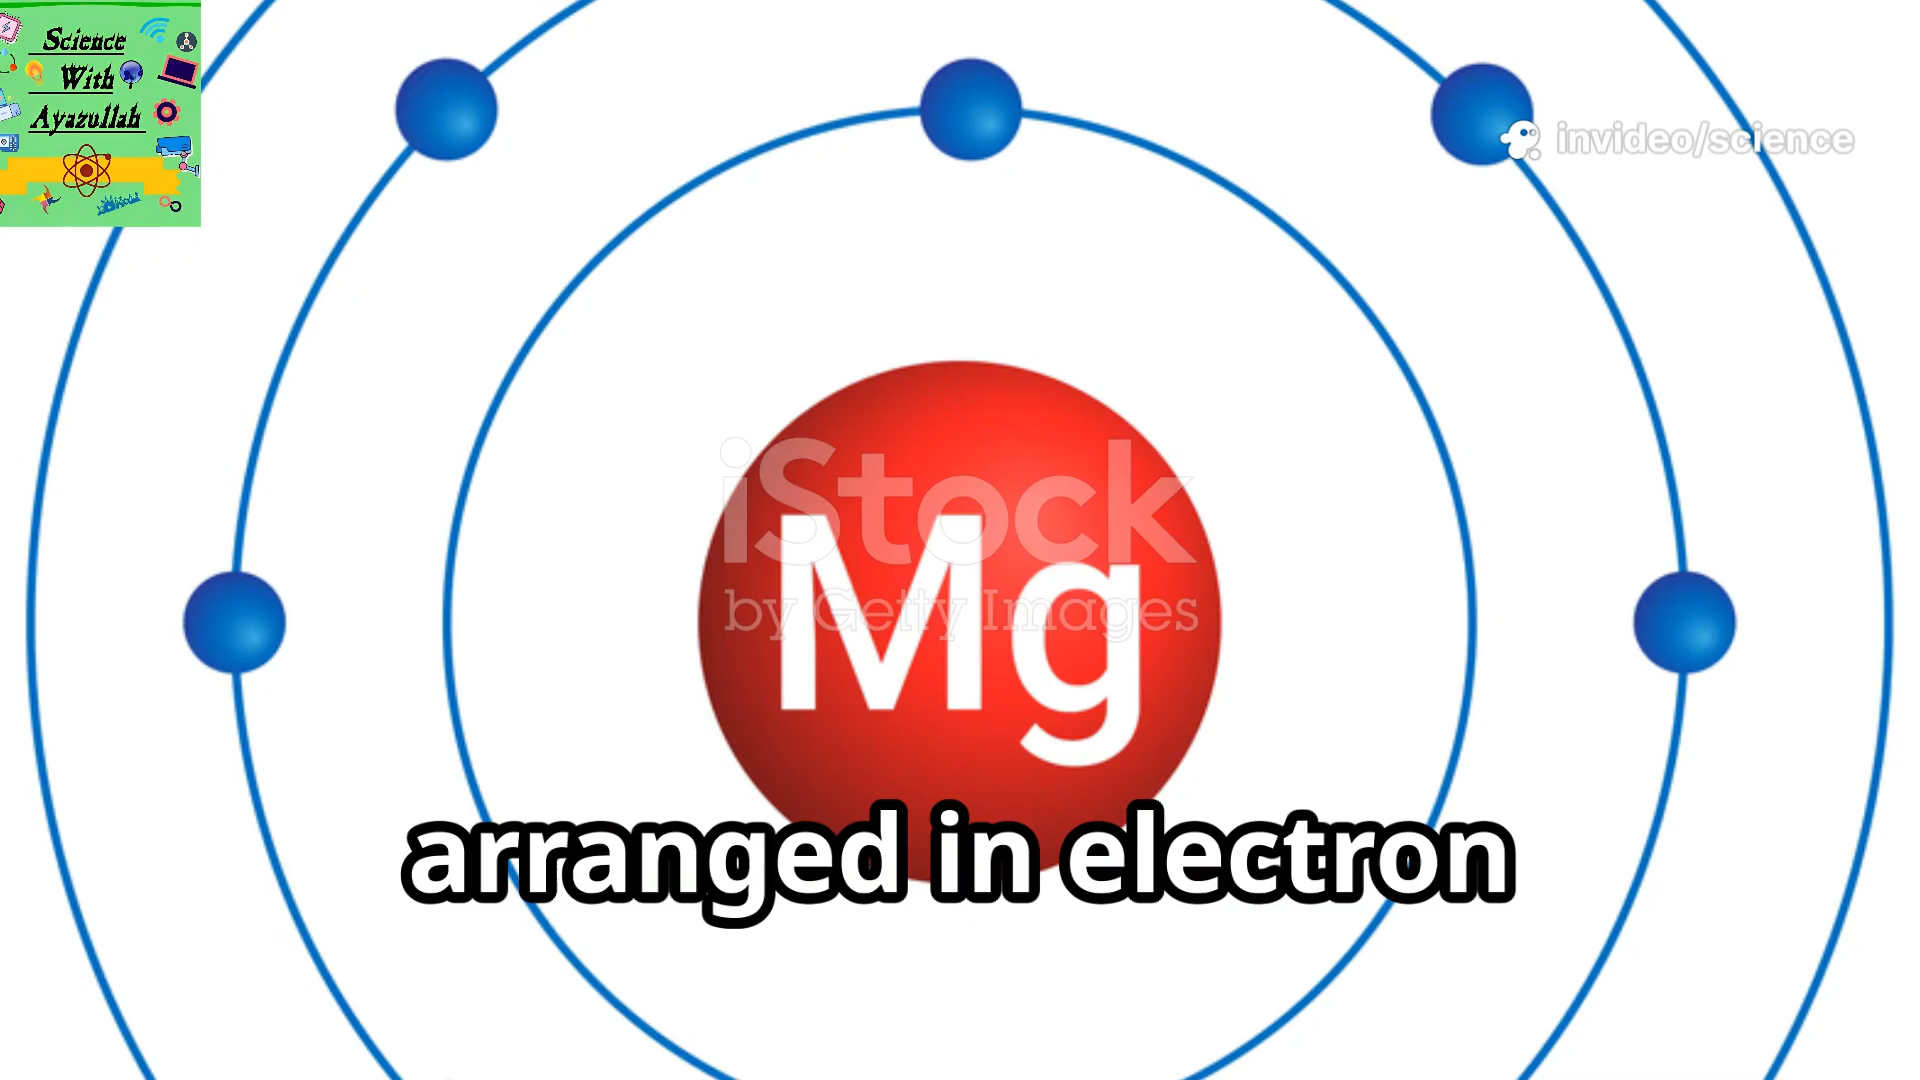 Science
With
Ayazullah
invideo/science
iStock
by Getty Images
Mg
arranged in electron